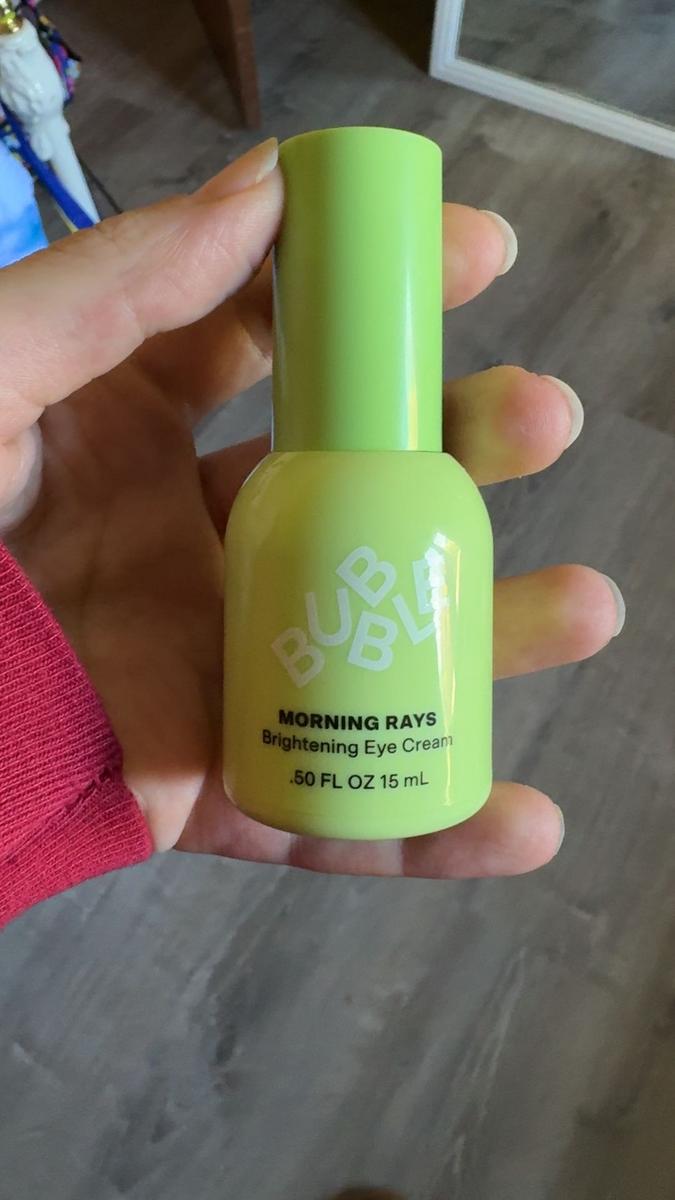 BUBBLE
MORNING RAYS
Brightening Eye Cream
.50 FL OZ 15 mL